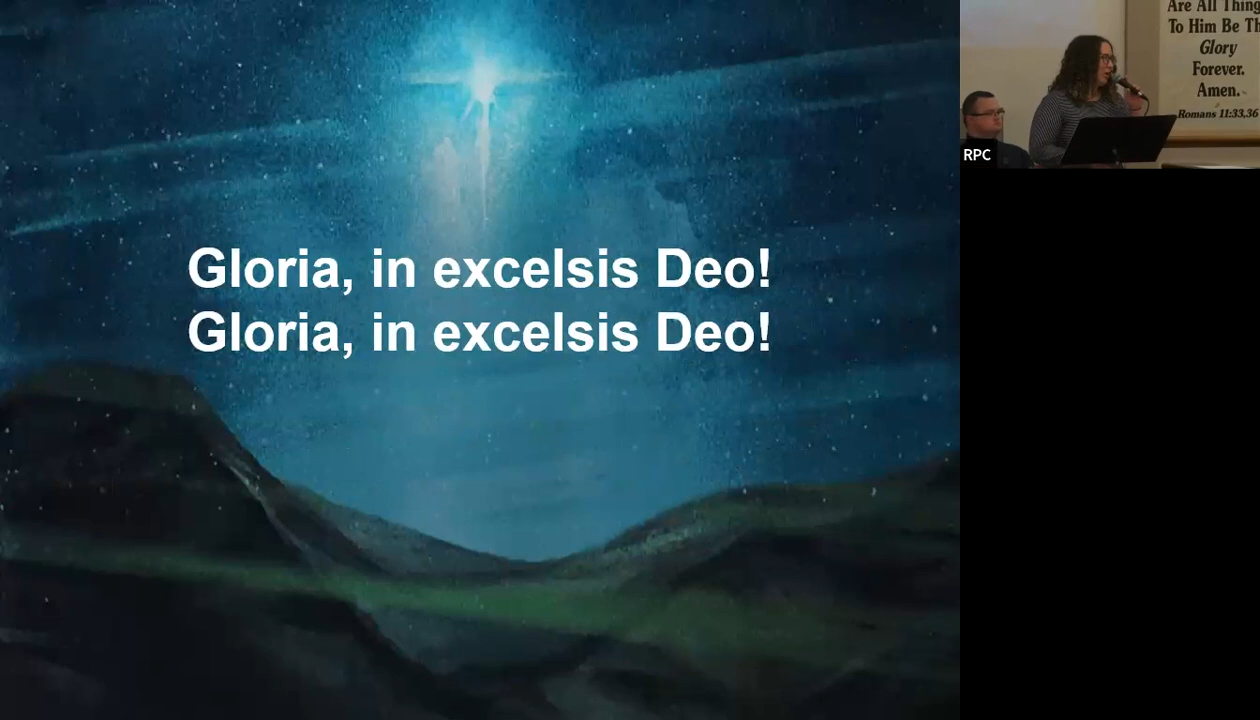 Gloria, in excelsis Deo!
Gloria, in excelsis Deo!
Are All Thing
To Him Be Th
Glory
Forever.
Amen.
Romans 11:33,36
RPC